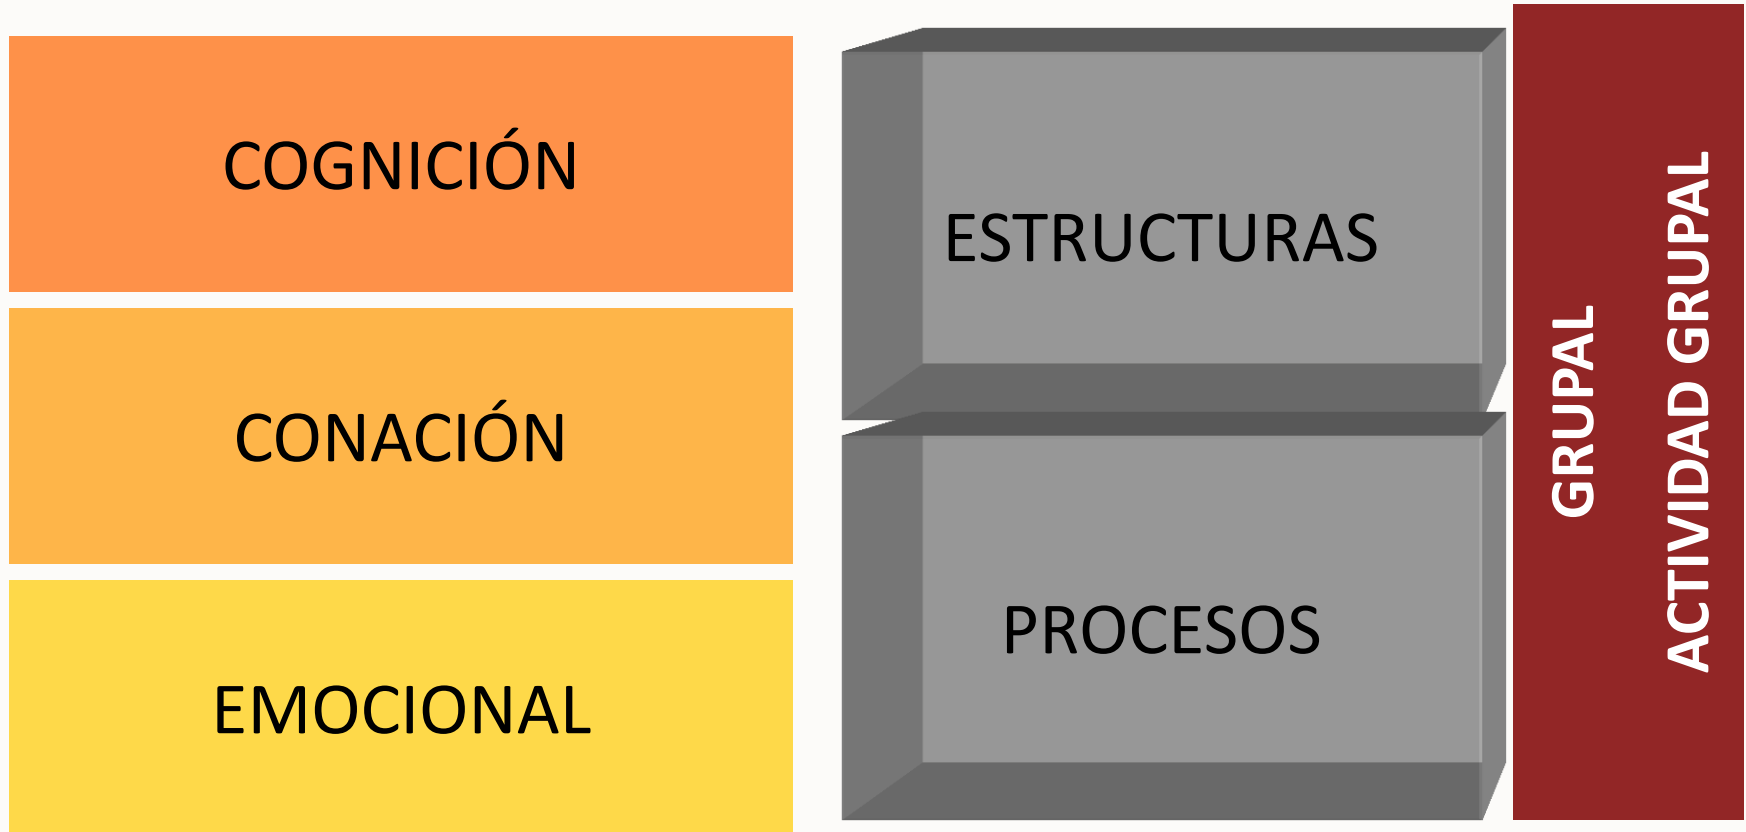 COGNICIÓN
CONACIÓN
EMOCIONAL
ESTRUCTURAS
PROCESOS
GRUPAL
ACTIVIDAD GRUPAL